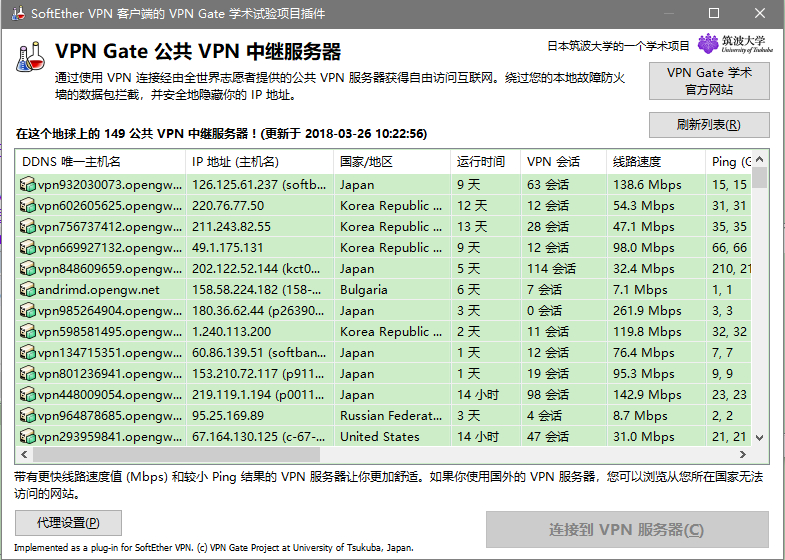 SoftEther VPN 客户端的 VPN Gate 学术试验项目插件
VPN Gate 公共 VPN 中继服务器
日本筑波大学的一个学术项目
筑波大学
University of Tsukuba
通过使用 VPN 连接经由全世界志愿者提供的公共 VPN 服务器获得自由访问互联网。绕过您的本地故障防火
墙的数据包拦截，并安全地隐藏你的 IP 地址。
VPN Gate 学术
官方网站
刷新列表(R)
在这个地球上的 149 公共 VPN 中继服务器！(更新于 2018-03-26 10:22:56)
DDNS 唯一主机名 IP 地址 (主机名) 国家/地区 运行时间 VPN 会话 线路速度 Ping (G
vpn932030073.opengw... 126.125.61.237 (softb... Japan 9 天 63 会话 138.6 Mbps 15, 15
vpn602605625.opengw... 220.76.77.50 Korea Republic ... 12 天 12 会话 54.3 Mbps 31, 31
vpn756737412.opengw... 211.243.82.55 Korea Republic ... 13 天 28 会话 47.1 Mbps 35, 35
vpn669927132.opengw... 49.1.175.131 Korea Republic ... 9 天 12 会话 98.0 Mbps 66, 66
vpn848609659.opengw... 202.122.52.144 (kct0... Japan 5 天 114 会话 32.4 Mbps 210, 21
andrimd.opengw.net 158.58.224.182 (158-... Bulgaria 6 天 7 会话 7.1 Mbps 1, 1
vpn985264904.opengw... 180.36.62.44 (p26390... Japan 3 天 0 会话 261.9 Mbps 3, 3
vpn598581495.opengw... 1.240.113.200 Korea Republic ... 2 天 11 会话 119.8 Mbps 32, 32
vpn134715351.opengw... 60.86.139.51 (softban... Japan 1 天 12 会话 76.4 Mbps 7, 7
vpn801236941.opengw... 153.210.72.117 (p911... Japan 1 天 19 会话 95.3 Mbps 9, 9
vpn448009054.opengw... 219.119.1.194 (p0011... Japan 14 小时 98 会话 142.9 Mbps 23, 23
vpn964878685.opengw... 95.25.169.89 Russian Federat... 3 天 4 会话 8.7 Mbps 2, 2
vpn293959841.opengw... 67.164.130.125 (c-67-... United States 14 小时 47 会话 31.0 Mbps 21, 21
带有更快线路速度值 (Mbps) 和较小 Ping 结果的 VPN 服务器让你更加舒适。如果你使用国外的 VPN 服务器，您可以浏览从您所在国家无法
访问的网站。
代理设置(P)
连接到 VPN 服务器(C)
Implemented as a plug-in for SoftEther VPN. (c) VPN Gate Project at University of Tsukuba, Japan.